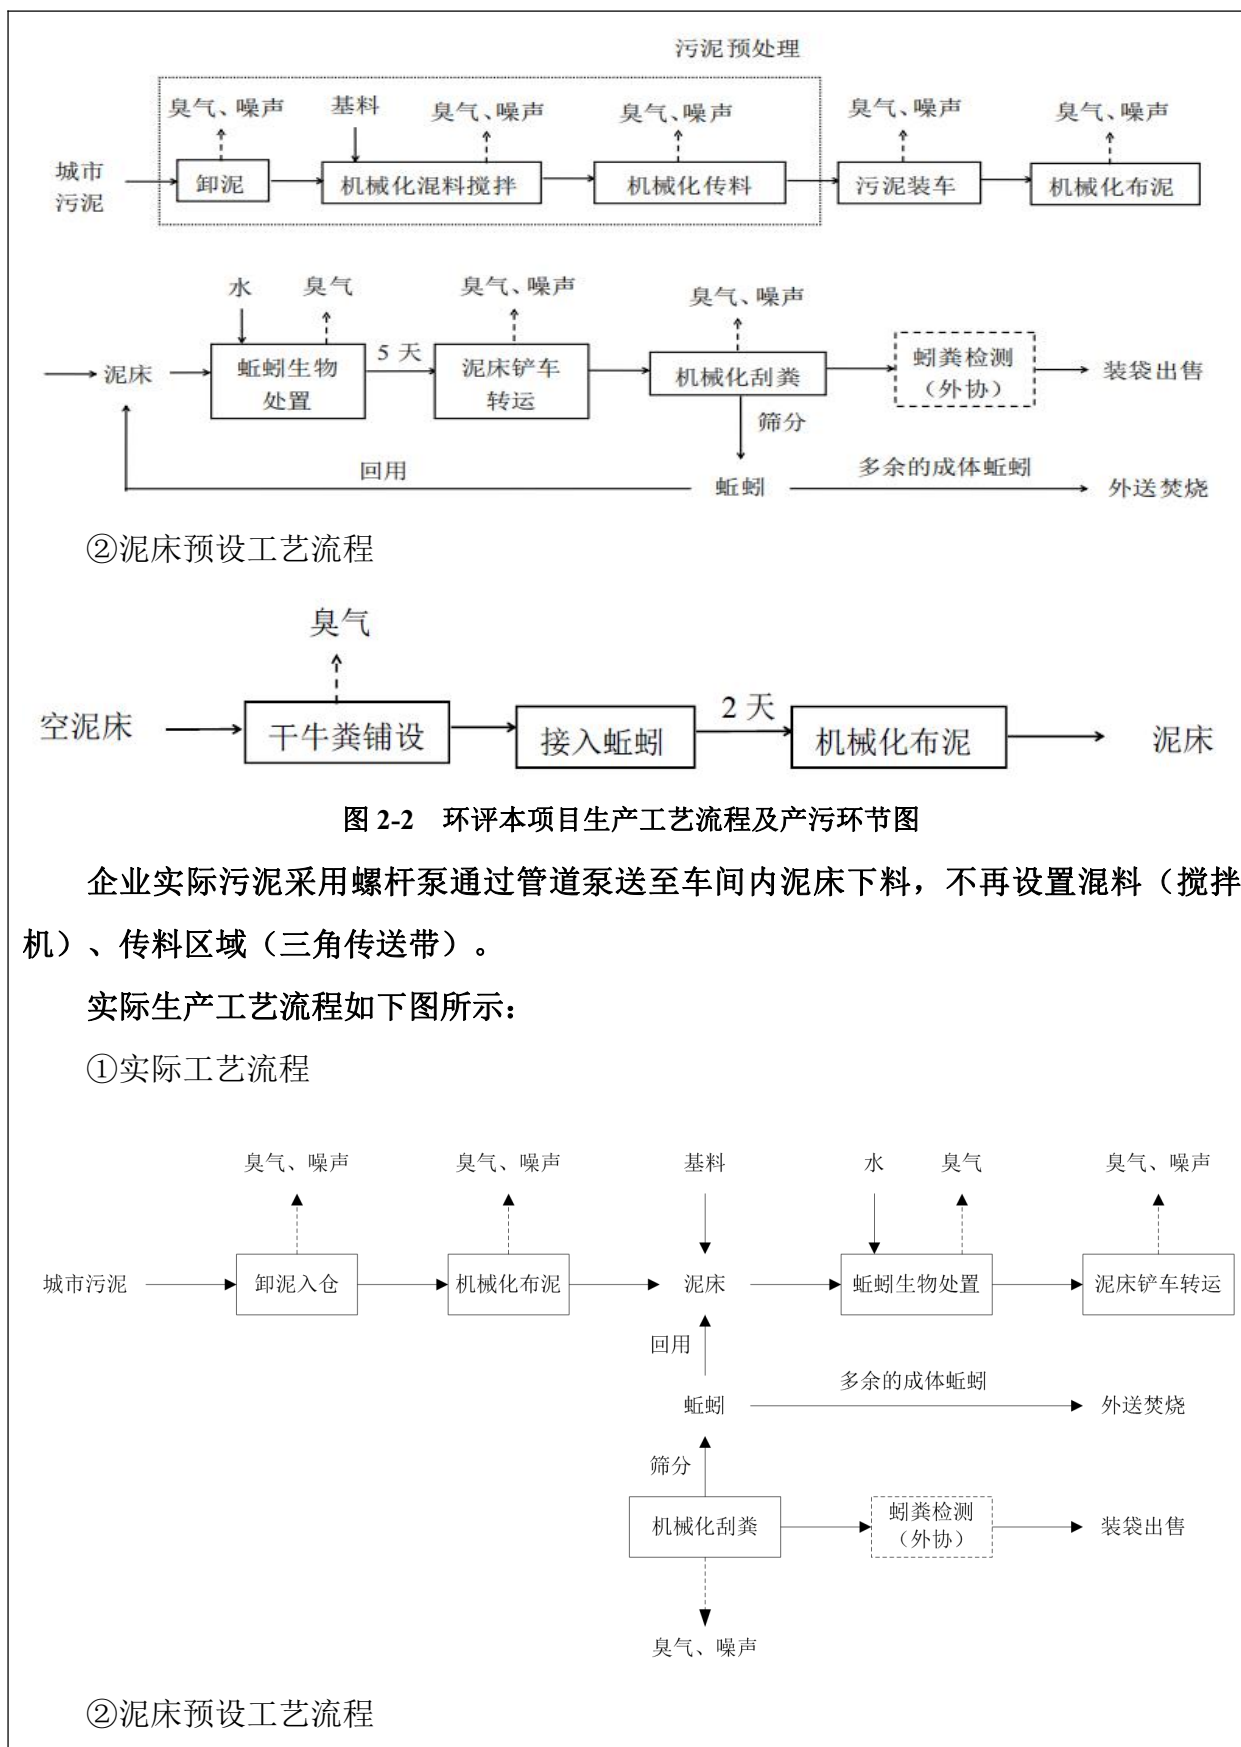 污泥预处理
臭气、噪声 基料 臭气、噪声 臭气、噪声 臭气、噪声 臭气、噪声
城市污泥 卸泥 机械化混料搅拌 机械化传料 污泥装车 机械化布泥
水 臭气 臭气、噪声 臭气、噪声
泥床 蚯蚓生物处置 5 天 泥床铲车转运 机械化刮粪 蚓粪检测(外协) 装袋出售
筛分
回用 蚯蚓 多余的成体蚯蚓 外送焚烧
②泥床预设工艺流程
臭气
空泥床 干牛粪铺设 接入蚯蚓 2 天 机械化布泥 泥床
图 2-2 环评本项目生产工艺流程及产污环节图
企业实际污泥采用螺杆泵通过管道泵送至车间内泥床下料，不再设置混料（搅拌
机）、传料区域（三角传送带）。
实际生产工艺流程如下图所示：
①实际工艺流程
臭气、噪声 臭气、噪声 基料 水 臭气 臭气、噪声
城市污泥 卸泥入仓 机械化布泥 泥床 蚯蚓生物处置 泥床铲车转运
回用
蚯蚓 多余的成体蚯蚓 外送焚烧
筛分
机械化刮粪 蚓粪检测（外协） 装袋出售
臭气、噪声
②泥床预设工艺流程